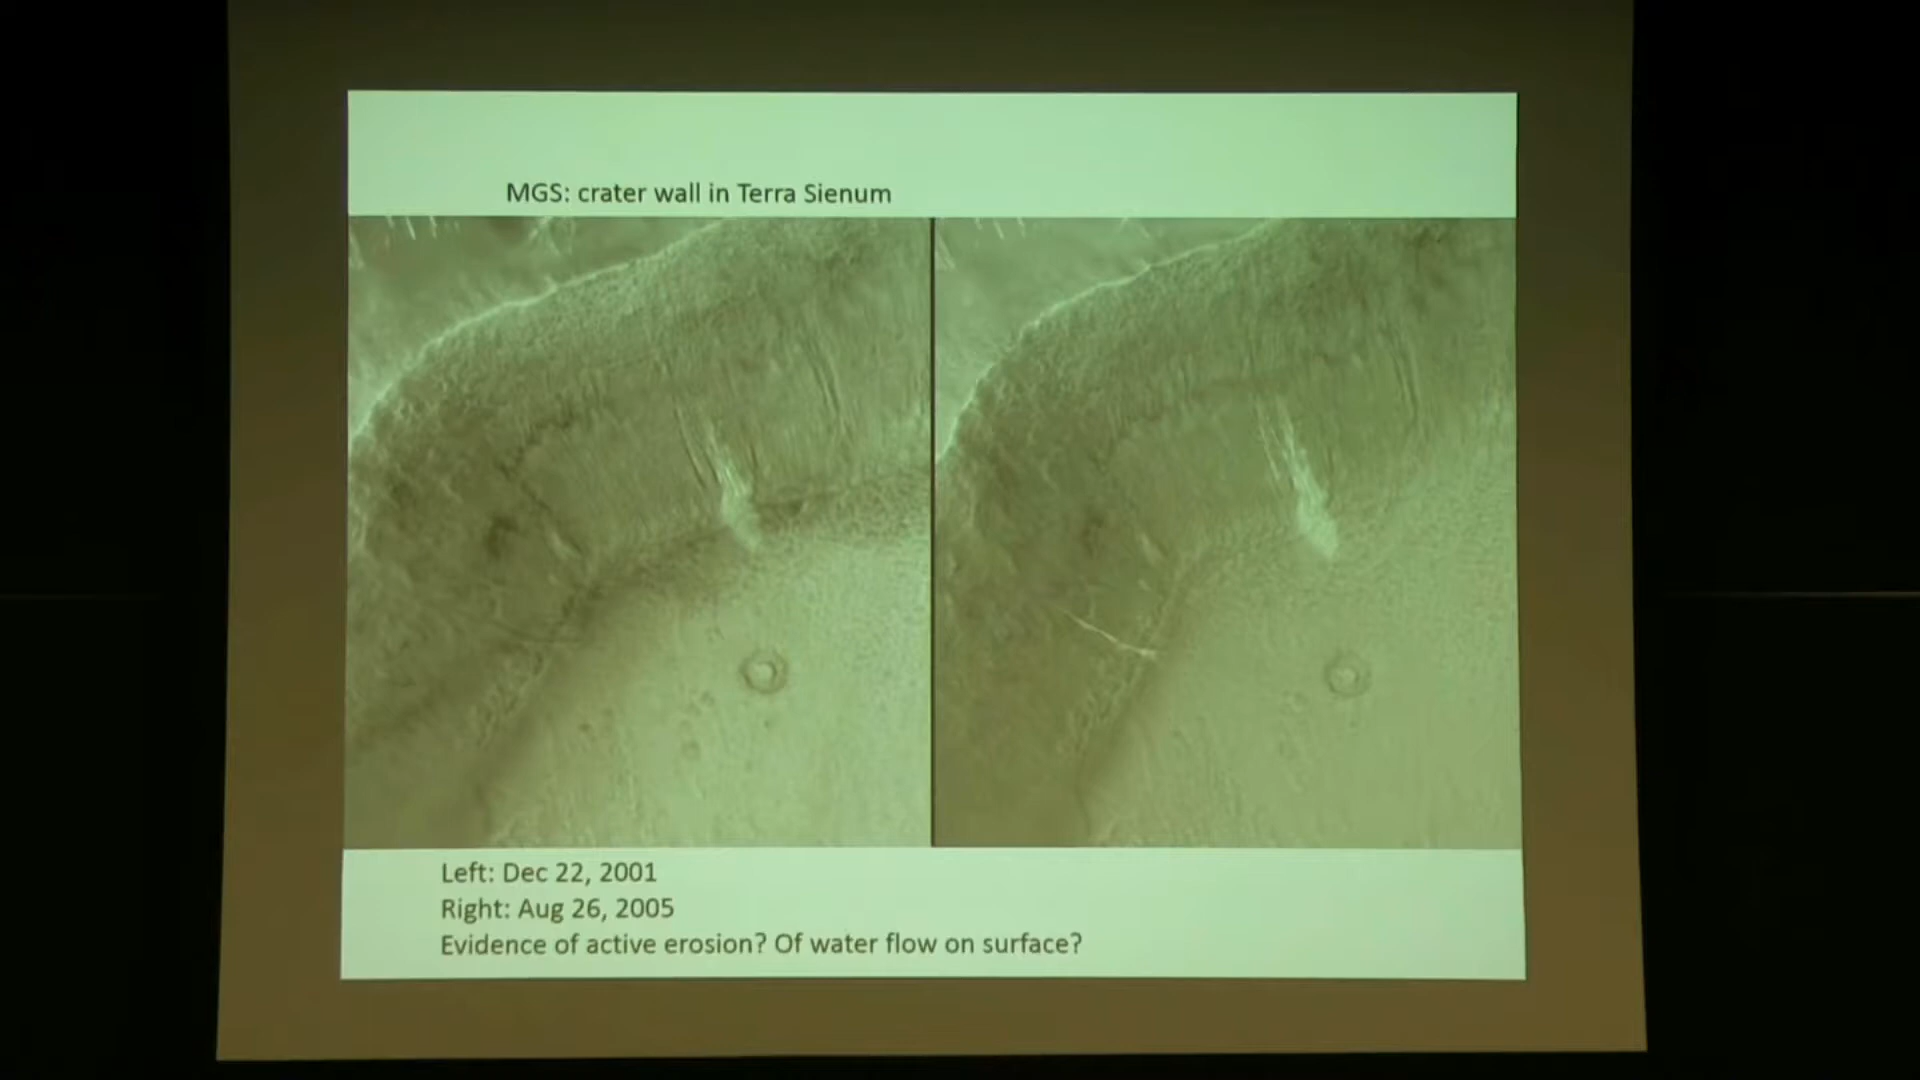 MGS: crater wall in Terra Sienum
Left: Dec 22, 2001
Right: Aug 26, 2005
Evidence of active erosion? Of water flow on surface?